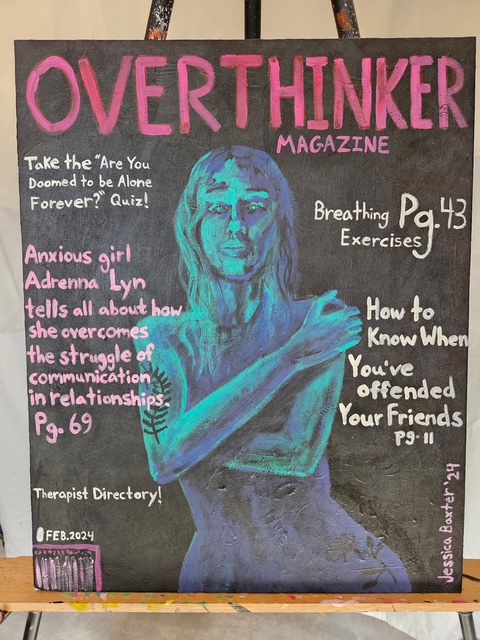 OVERTHINKER
MAGAZINE
Take the "Are You
Doomed to be Alone
Forever?" Quiz!
Breathing Pg. 43
Exercises
Anxious girl
Adrenna Lyn
tells all about how
she overcomes
the struggle of
communication
in relationships.
Pg. 69
How to
Know When
You've
offended
Your Friends
pg. 11
Therapist Directory!
FEB. 2024
Jessica Baxter '24